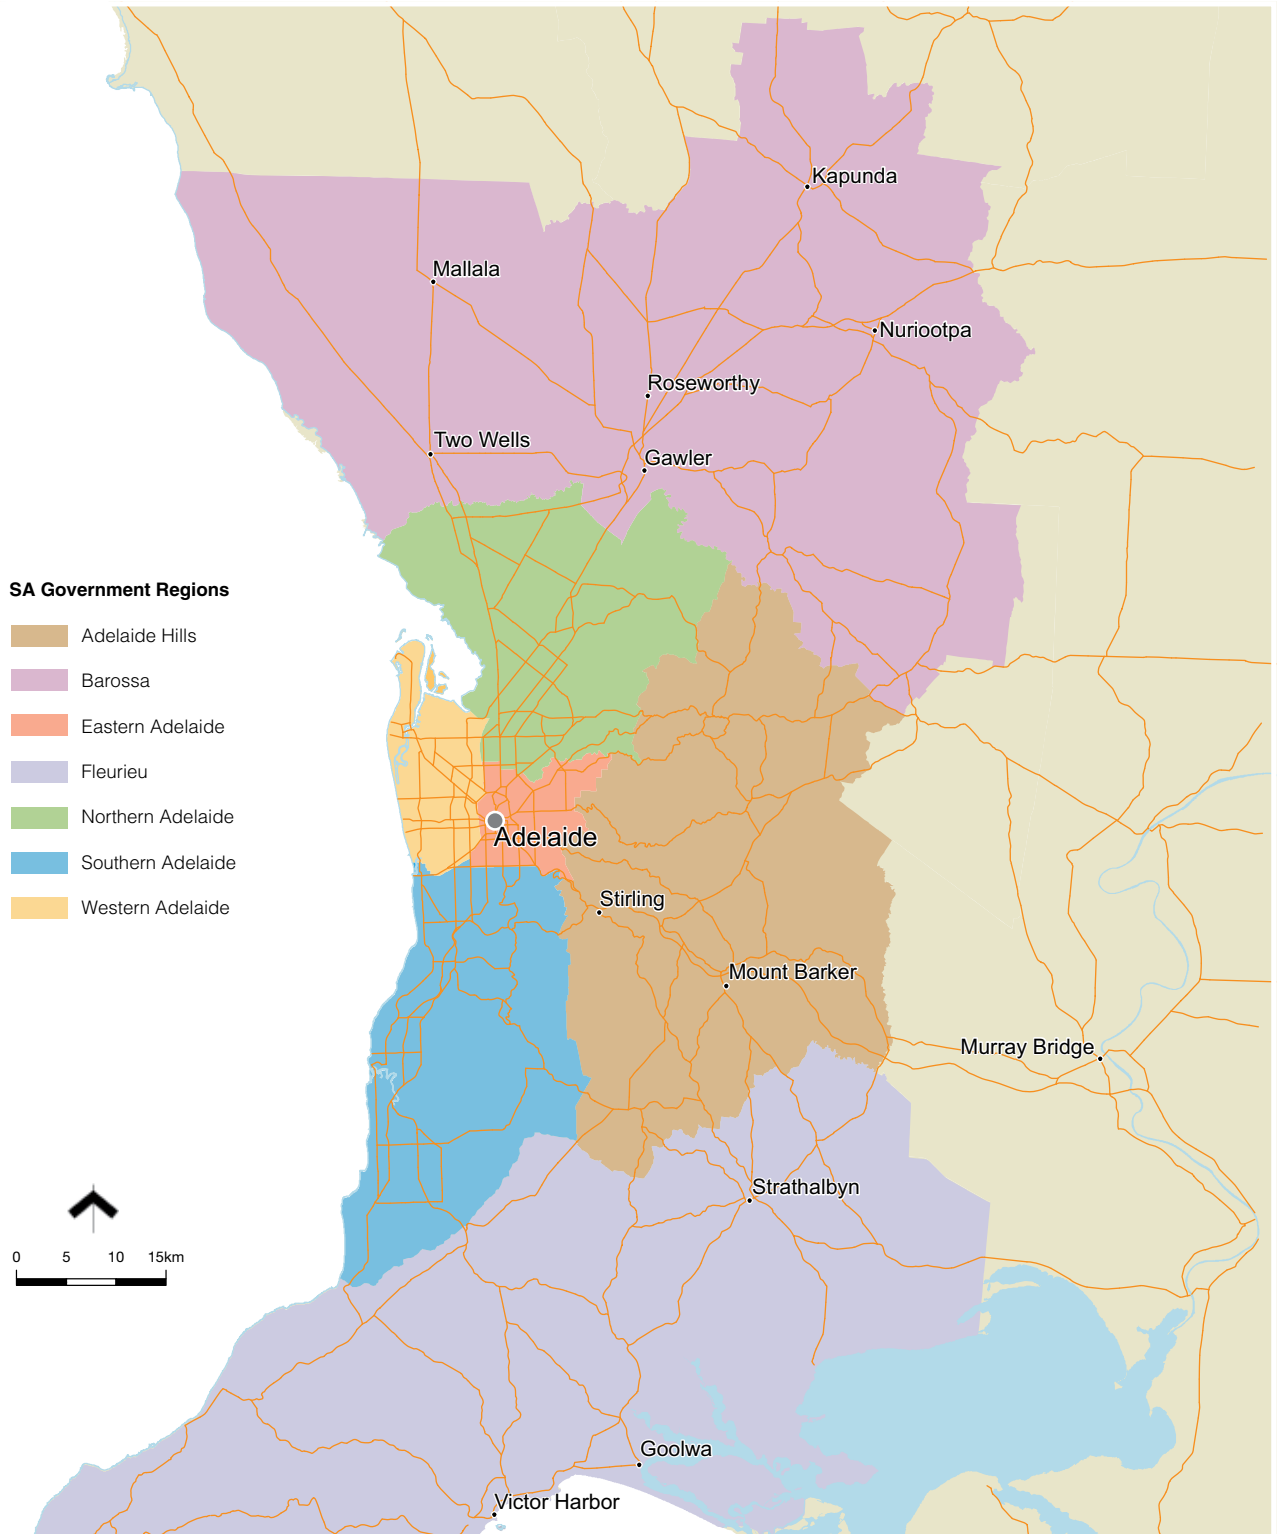 Kapunda
Mallala
Nuriootpa
Roseworthy
Two Wells
Gawler
SA Government Regions
Adelaide Hills
Barossa
Eastern Adelaide
Fleurieu
Northern Adelaide
Southern Adelaide
Western Adelaide
Adelaide
Stirling
Mount Barker
Murray Bridge
Strathalbyn
0 5 10 15km
Goolwa
Victor Harbor